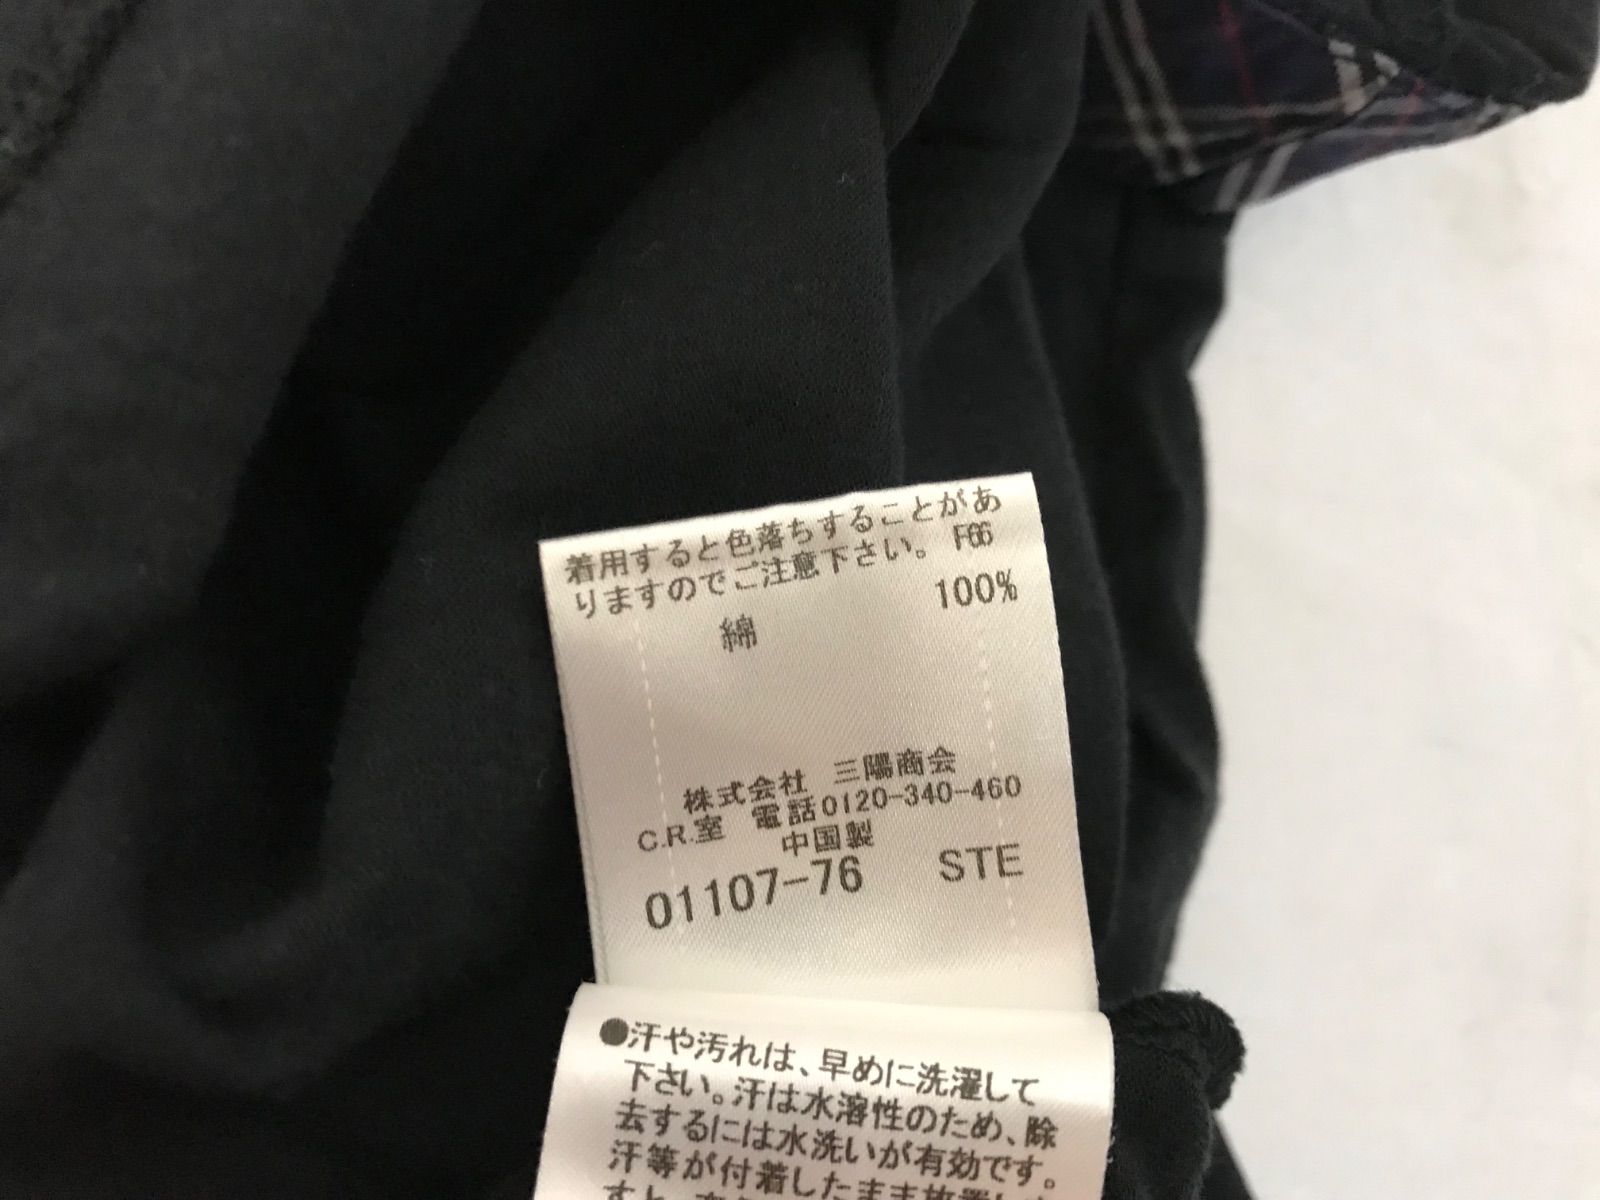 着用すると色落ちすることがあ
りますのでご注意下さい。 F66
綿 100%
株式会社 三陽商会
C.R.室 電話0120-340-460
中国製
01107-76 STE
●汗や汚れは、早めに洗濯して
下さい。汗は水溶性のため、除
去するには水洗いが有効です。
汗等が付着したまま放置し
すと